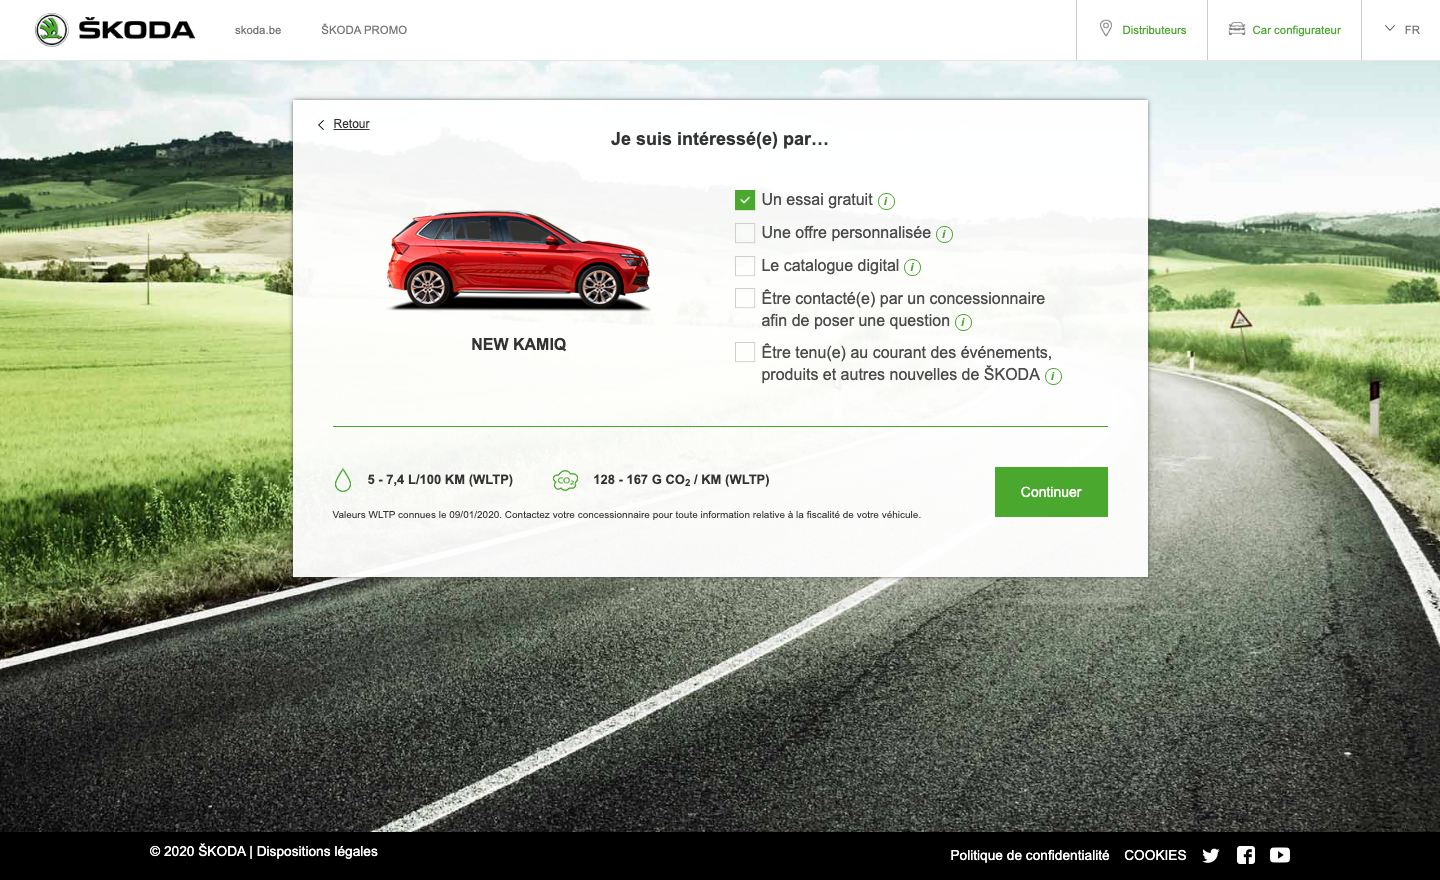 ŠKODA
skoda.be
ŠKODA PROMO
Distributeurs
Car configurateur
FR
Retour
Je suis intéressé(e) par...
Un essai gratuit i
Une offre personnalisée i
Le catalogue digital i
Être contacté(e) par un concessionnaire
afin de poser une question i
Être tenu(e) au courant des événements,
produits et autres nouvelles de ŠKODA i
NEW KAMIQ
5 - 7,4 L/100 KM (WLTP)
CO₂
128 - 167 G CO₂ / KM (WLTP)
Continuer
Valeurs WLTP connues le 09/01/2020. Contactez votre concessionnaire pour toute information relative à la fiscalité de votre véhicule.
© 2020 ŠKODA | Dispositions légales
Politique de confidentialité
COOKIES